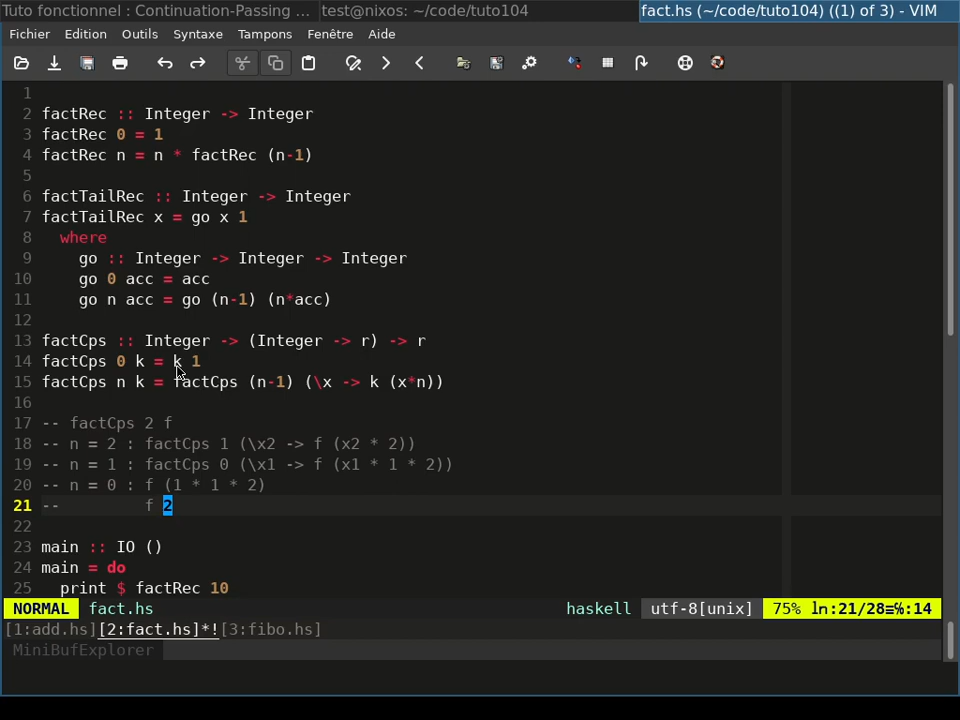 Tuto fonctionnel : Continuation-Passing ... test@nixos: ~/code/tuto104 fact.hs (~/code/tuto104) ((1) of 3) - VIM
Fichier Edition Outils Syntaxe Tampons Fenêtre Aide
1
2 factRec :: Integer -> Integer
3 factRec 0 = 1
4 factRec n = n * factRec (n-1)
5
6 factTailRec :: Integer -> Integer
7 factTailRec x = go x 1
8   where
9     go :: Integer -> Integer -> Integer
10     go 0 acc = acc
11     go n acc = go (n-1) (n*acc)
12
13 factCps :: Integer -> (Integer -> r) -> r
14 factCps 0 k = k 1
15 factCps n k = factCps (n-1) (\x -> k (x*n))
16
17 -- factCps 2 f
18 -- n = 2 : factCps 1 (\x2 -> f (x2 * 2))
19 -- n = 1 : factCps 0 (\x1 -> f (x1 * 1 * 2))
20 -- n = 0 : f (1 * 1 * 2)
21 --         f 2
22
23 main :: IO ()
24 main = do
25   print $ factRec 10
NORMAL fact.hs haskell utf-8[unix] 75% ln:21/28≡%:14
[1:add.hs][2:fact.hs]*![3:fibo.hs]
MiniBufExplorer